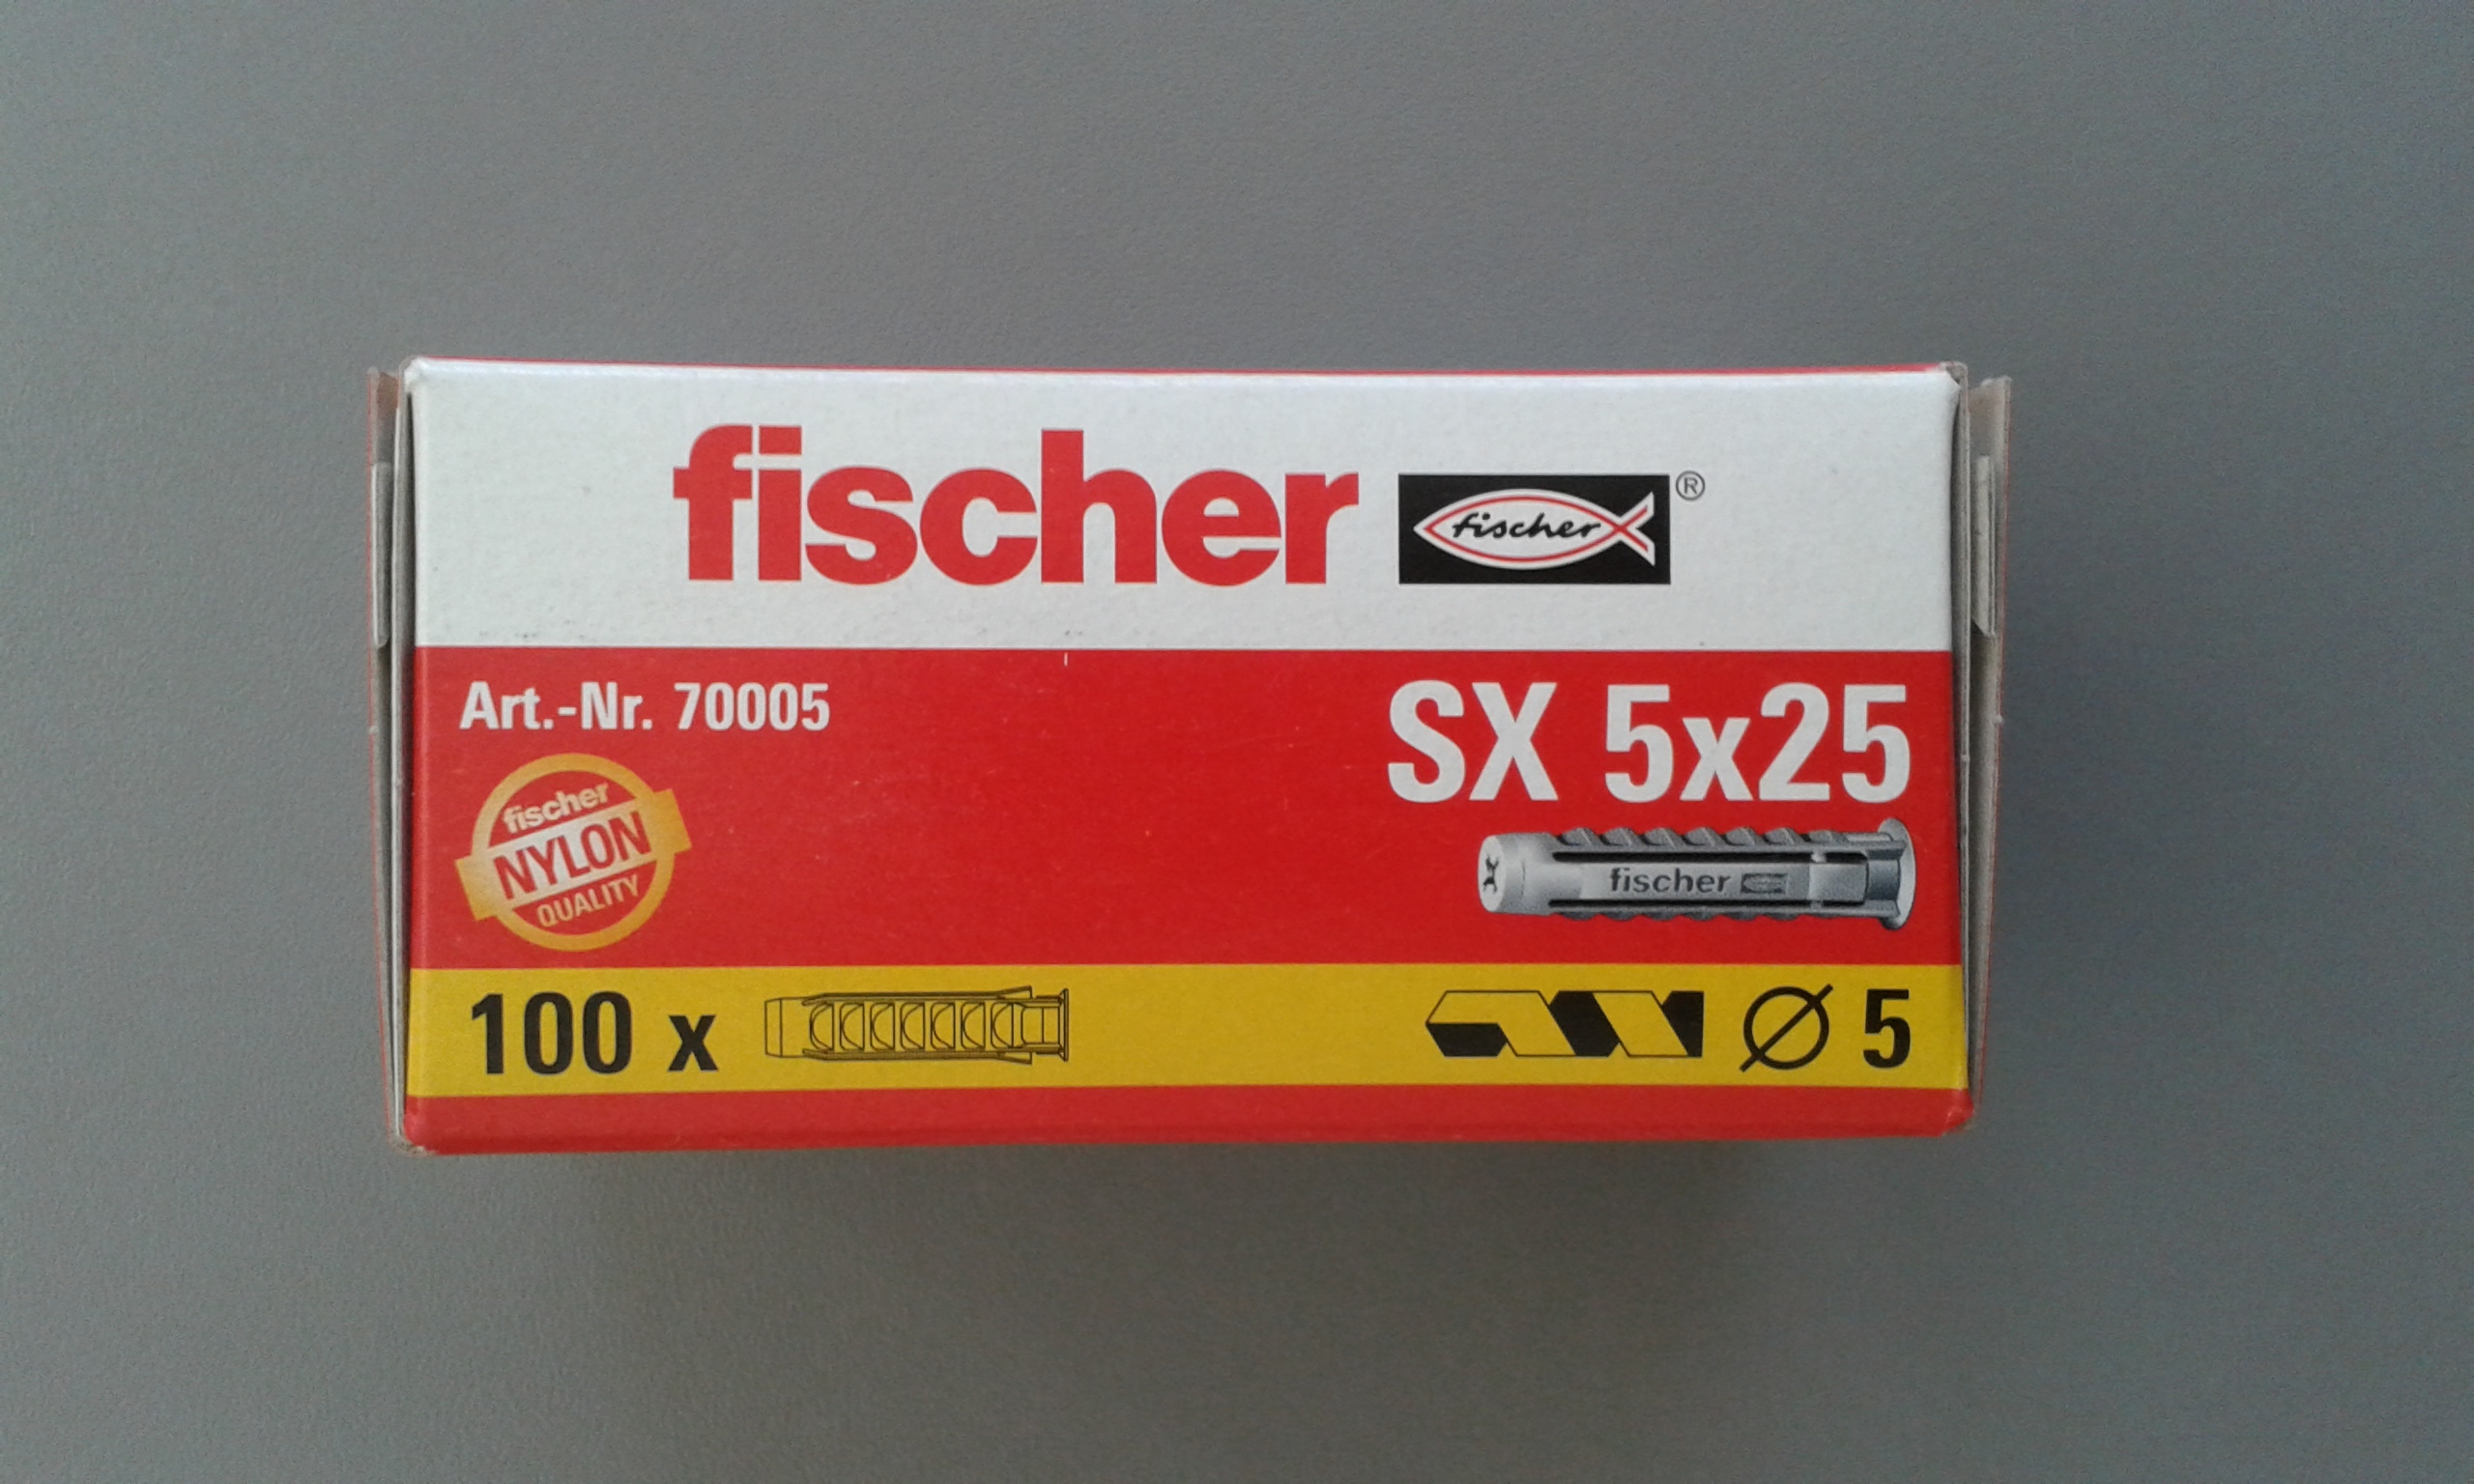 fischer fischer ®
Art.-Nr. 70005
SX 5x25
fischer
NYLON
QUALITY
fischer
100 x
Ø 5